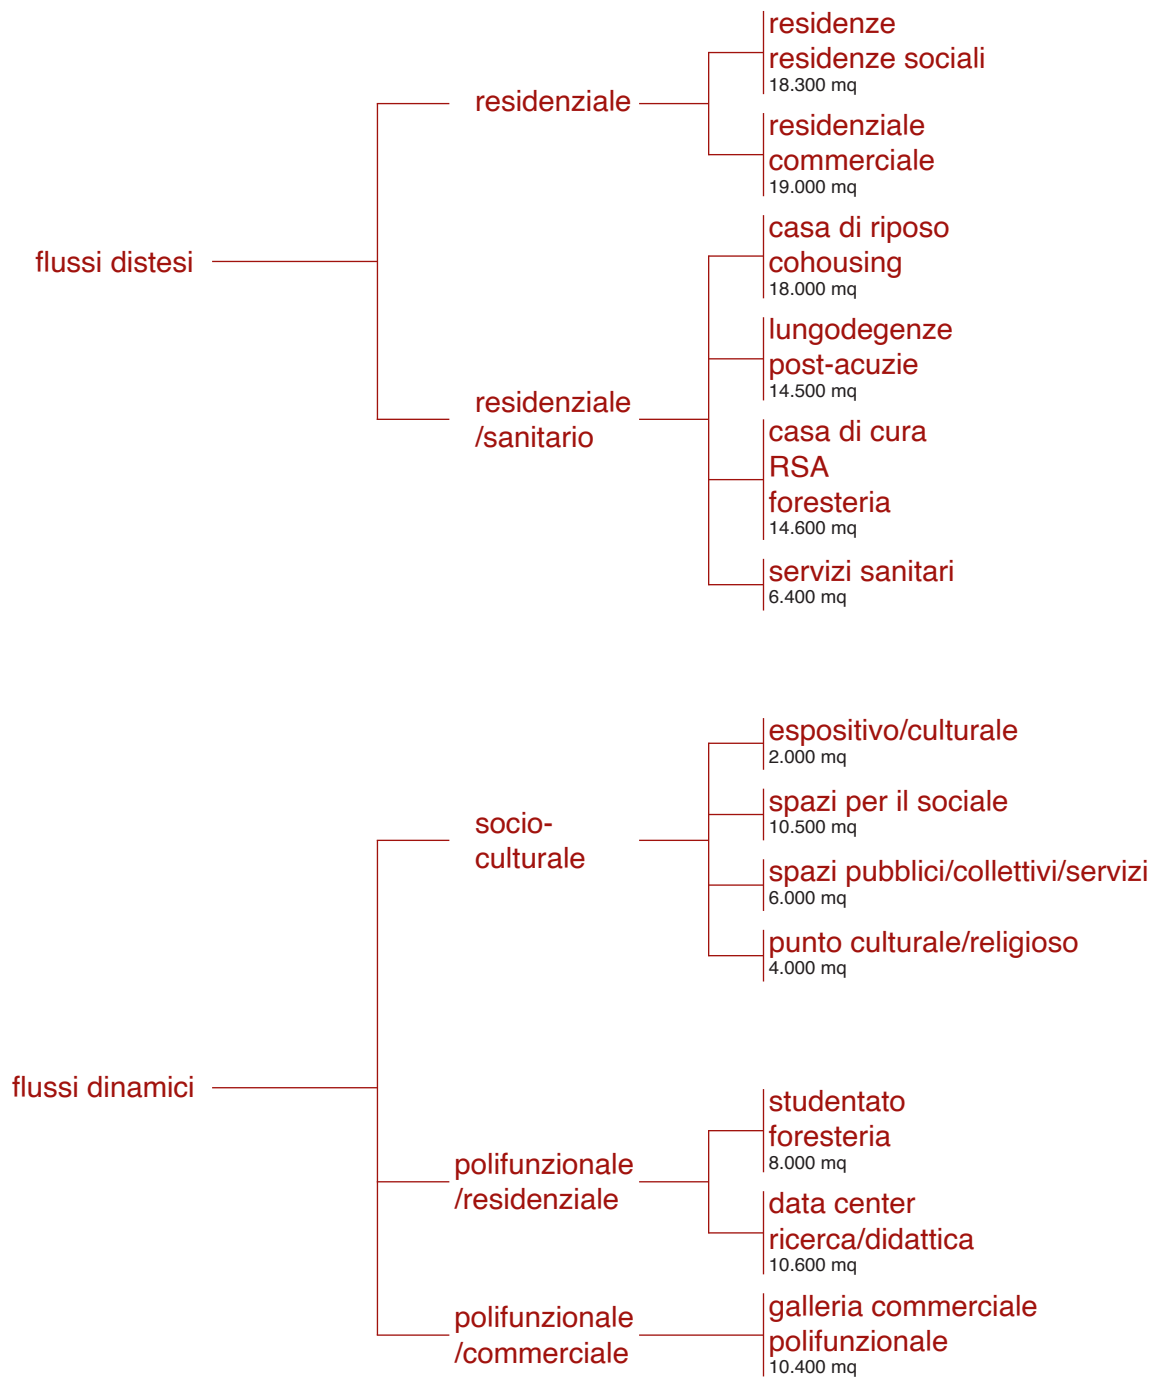 flussi distesi
residenziale
residenze
residenze sociali
18.300 mq
residenziale
commerciale
19.000 mq
residenziale
/sanitario
casa di riposo
cohousing
18.000 mq
lungodegenze
post-acuzie
14.500 mq
casa di cura
RSA
foresteria
14.600 mq
servizi sanitari
6.400 mq
flussi dinamici
socio-
culturale
espositivo/culturale
2.000 mq
spazi per il sociale
10.500 mq
spazi pubblici/collettivi/servizi
6.000 mq
punto culturale/religioso
4.000 mq
polifunzionale
/residenziale
studentato
foresteria
8.000 mq
data center
ricerca/didattica
10.600 mq
polifunzionale
/commerciale
galleria commerciale
polifunzionale
10.400 mq